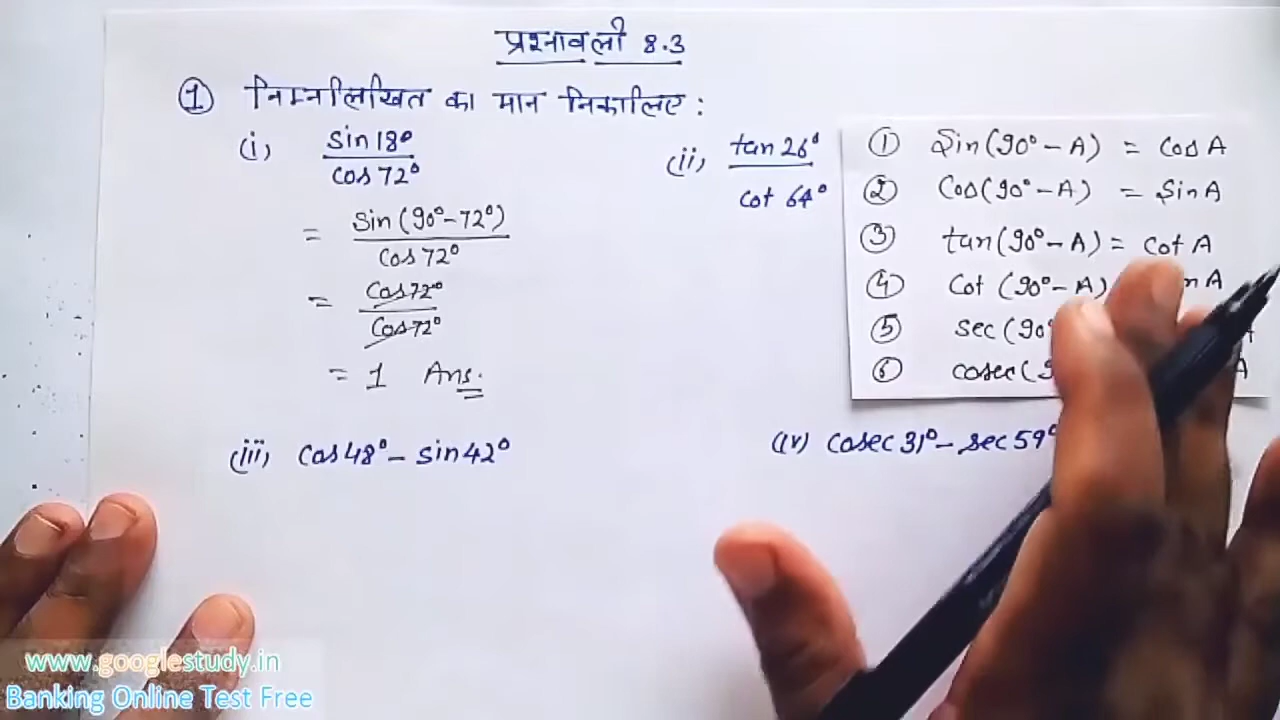 प्रश्नावली 8.3
① निम्नलिखित का मान निकालिए :
(i) sin 18° / cos 72°
= sin (90° - 72°) / cos 72°
= cos 72° / cos 72°
= 1 Ans.
(ii) tan 26° / cot 64°
① Sin (90° - A) = cos A
② cos (90° - A) = sin A
③ tan (90° - A) = cot A
④ cot (90° - A) A
⑤ sec (90°
⑥ cosec ( A
(iii) cos 48° - sin 42°
(iv) cosec 31° - sec 59°
www.googlestudy.in
Banking Online Test Free